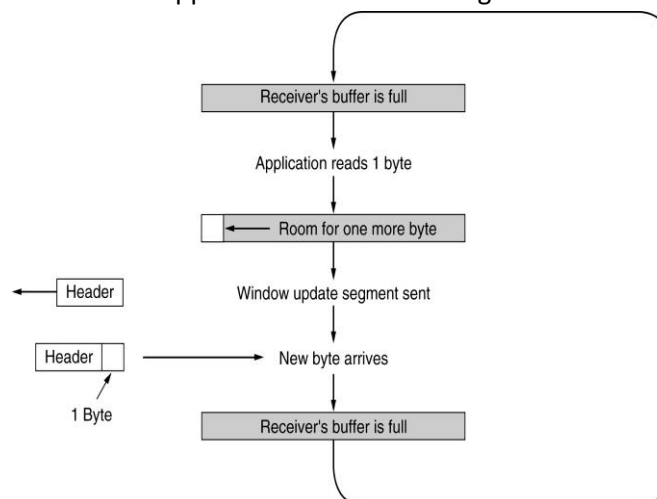 Receiver's buffer is full
Application reads 1 byte
Room for one more byte
Header
Window update segment sent
Header
New byte arrives
1 Byte
Receiver's buffer is full